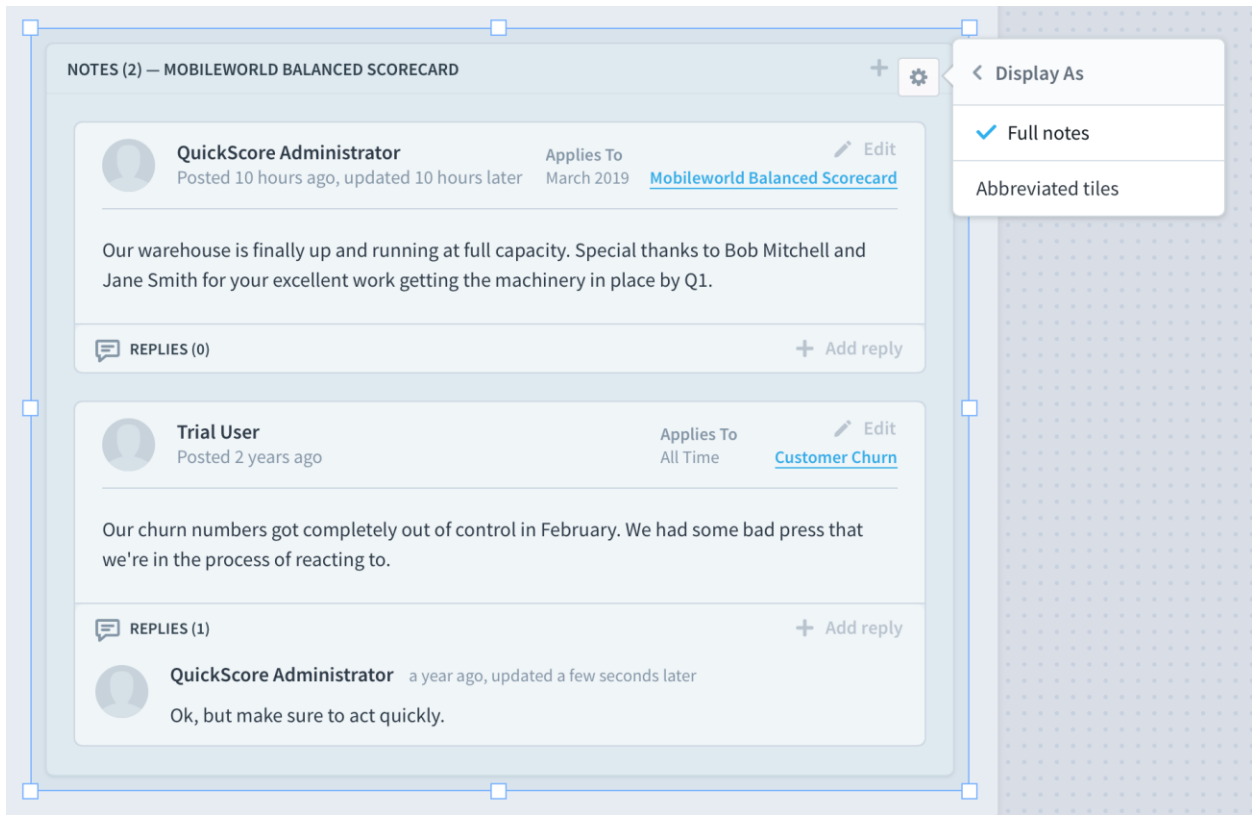 NOTES (2) — MOBILEWORLD BALANCED SCORECARD
Display As
Full notes
Abbreviated tiles
QuickScore Administrator
Posted 10 hours ago, updated 10 hours later
Applies To
March 2019
Edit
Mobileworld Balanced Scorecard
Our warehouse is finally up and running at full capacity. Special thanks to Bob Mitchell and
Jane Smith for your excellent work getting the machinery in place by Q1.
REPLIES (0)
Add reply
Trial User
Posted 2 years ago
Applies To
All Time
Edit
Customer Churn
Our churn numbers got completely out of control in February. We had some bad press that
we're in the process of reacting to.
REPLIES (1)
Add reply
QuickScore Administrator a year ago, updated a few seconds later
Ok, but make sure to act quickly.